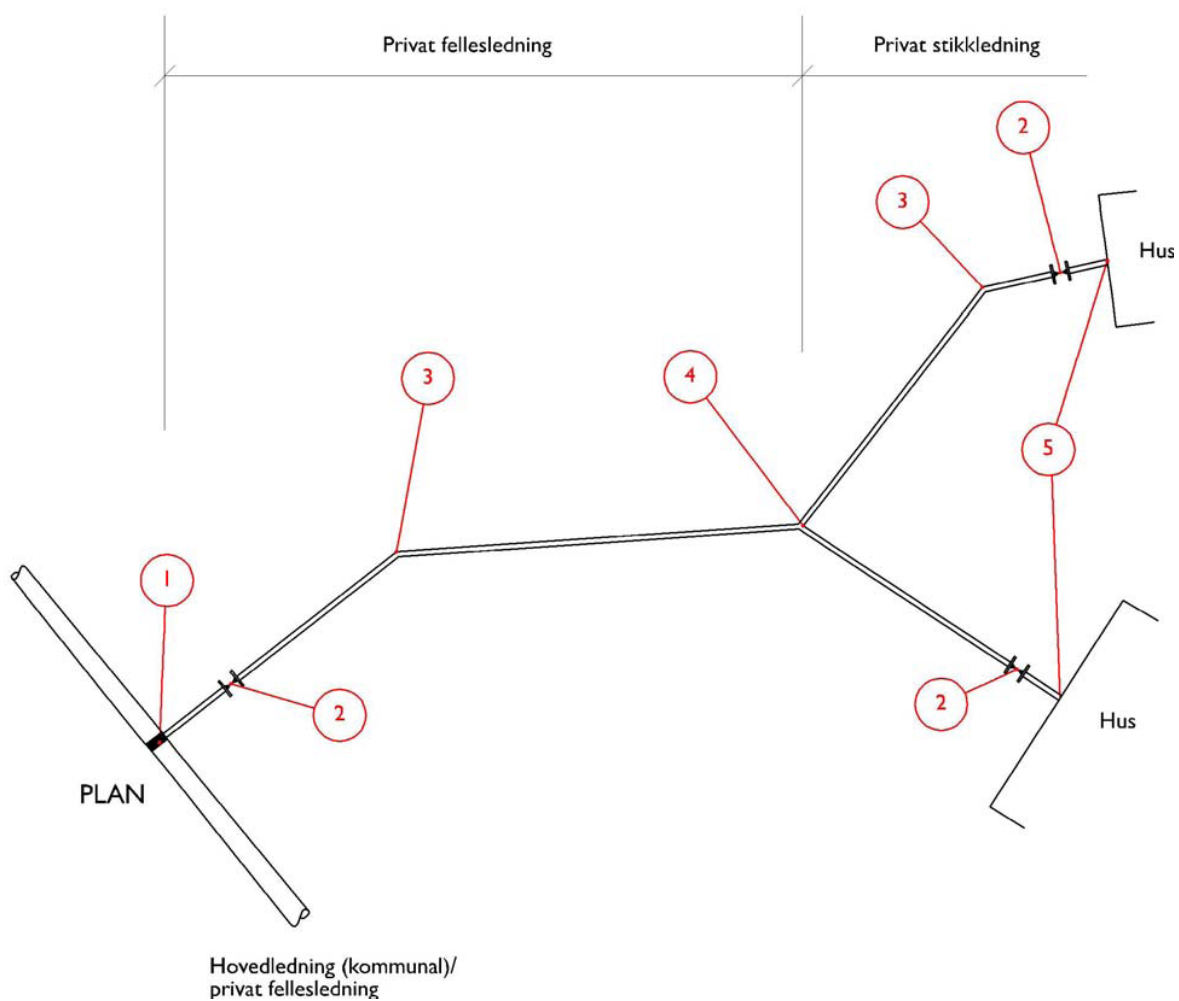 Privat fellesledning
Privat stikkledning
2
3
Hus
3
4
5
1
2
2
Hus
PLAN
Hovedledning (kommunal)/
privat fellesledning